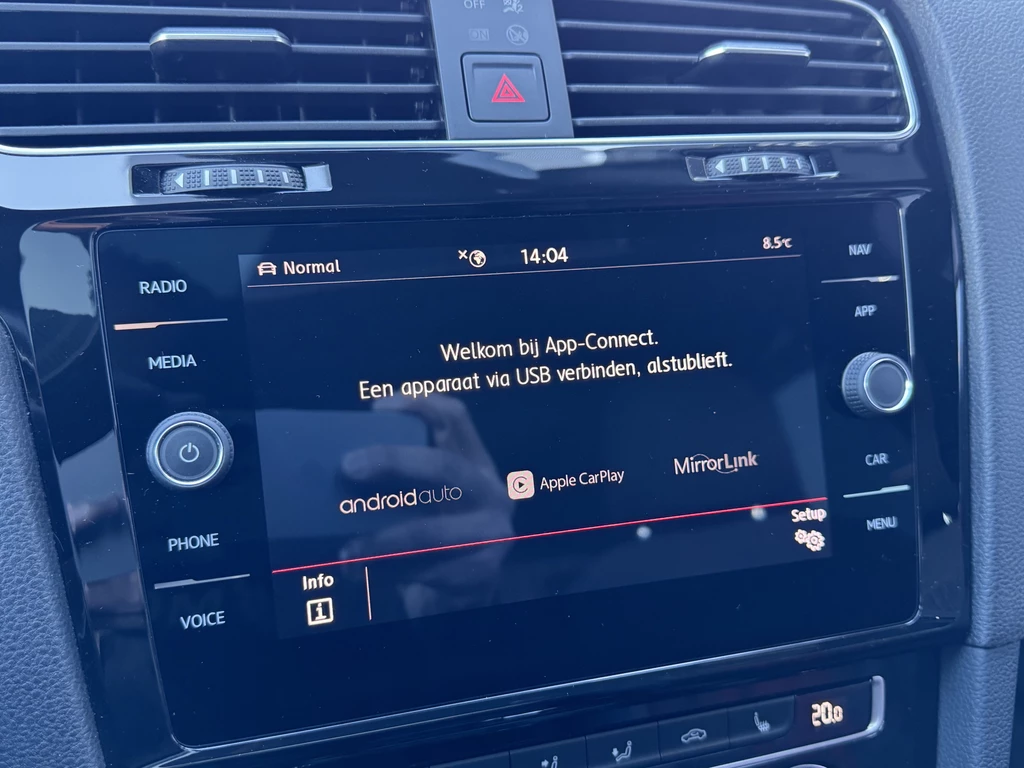 OFF
RADIO
MEDIA
PHONE
VOICE
Normal
14:04
8.5°C
Welkom bij App-Connect.
Een apparaat via USB verbinden, alstublieft.
androidauto
Apple CarPlay
MirrorLink
Setup
Info
NAV
APP
CAR
MENU
20.0